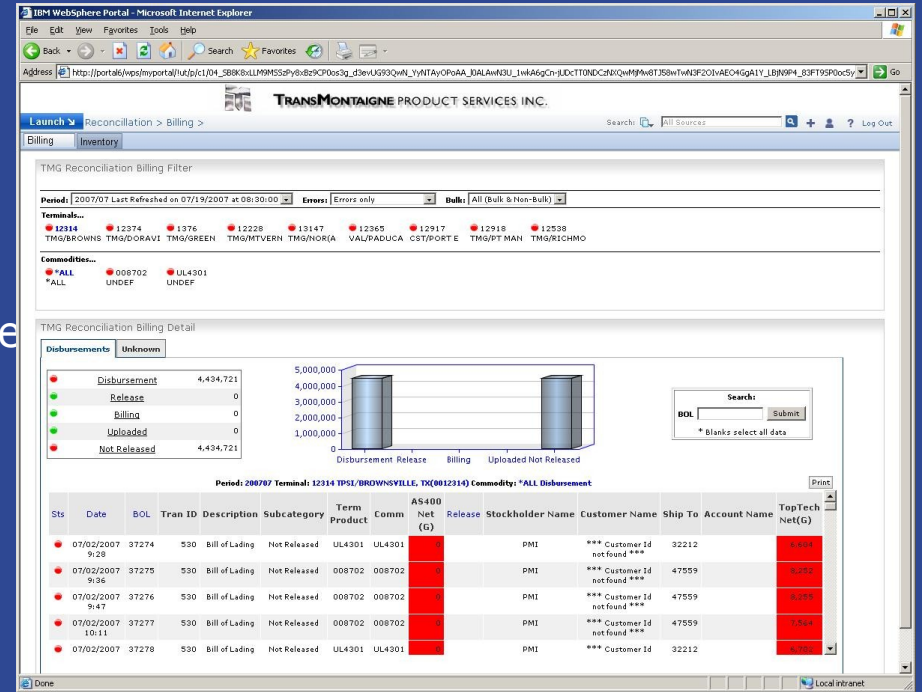 IBM WebSphere Portal - Microsoft Internet Explorer
File Edit View Favorites Tools Help
Back Search Favorites
Address Go
TRANSMONTAIGNE PRODUCT SERVICES INC.
Launch Reconciliation > Billing > Search: All Sources ? Log Out
Billing Inventory
TMG Reconciliation Billing Filter
Period: 2007/07 Last Refreshed on 07/19/2007 at 08:30:00 Errors: Errors only Bulk: All (Bulk & Non-Bulk)
Terminals...
12314 12374 1376 12228 13147 12365 12917 12918 12538
TMG/BROWNS TMG/DORAVI TMG/GREEN TMG/MTVERN TMG/NOR(A VAL/PADUCA CST/PORT E TMG/PT MAN TMG/RICHMO
Commodities...
*ALL 008702 UL4301
*ALL UNDEF UNDEF
e
TMG Reconciliation Billing Detail
Disbursements Unknown
Disbursement 4,434,721
Release 0
Billing 0
Uploaded 0
Not Released 4,434,721
5,000,000
4,000,000
3,000,000
2,000,000
1,000,000
0
Disbursement Release Billing Uploaded Not Released
Search:
BOL Submit
* Blanks select all data
Period: 200707 Terminal: 12314 TPSI/BROWNSVILLE, TX(0012314) Commodity: *ALL Disbursement
Print
Sts Date BOL Tran ID Description Subcategory Term Product Comm AS400 Net (G) Release Stockholder Name Customer Name Ship To Account Name TopTech Net(G)
07/02/2007 37274 530 Bill of Lading Not Released UL4301 UL4301 0 PMI *** Customer Id 32212 6,604
9:28 not found ***
07/02/2007 37275 530 Bill of Lading Not Released 008702 008702 0 PMI *** Customer Id 47559
9:36 not found ***
07/02/2007 37276 530 Bill of Lading Not Released 008702 008702 0 PMI *** Customer Id 47559
9:47 not found ***
07/02/2007 37277 530 Bill of Lading Not Released 008702 008702 0 PMI *** Customer Id 47559 7,564
10:11 not found ***
07/02/2007 37278 530 Bill of Lading Not Released UL4301 UL4301 0 PMI *** Customer Id 32212 6,702
Done Local intranet